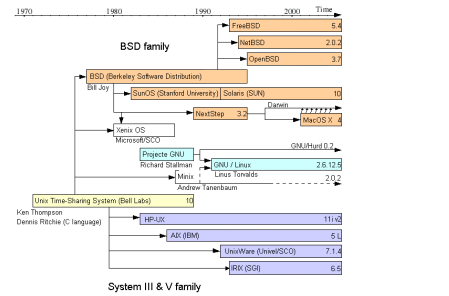 1970 1980 1990 2000 Time
FreeBSD 5.4
BSD family
NetBSD 2.0.2
OpenBSD 3.7
BSD (Berkeley Software Distribution)
Bill Joy
SunOS (Stanford University) Solaris (SUN) 10
Darwin
NextStep 3.2
MacOS X 4
Xenix OS
Microsoft/SCO
GNU/Hurd 0.2
Projecte GNU
Richard Stallman
GNU / Linux 2.6.12.5
Linus Torvalds
Minix 2.0.2
Andrew Tanenbaum
Unix Time-Sharing System (Bell Labs) 10
Ken Thompson
Dennis Ritchie (C language)
HP-UX 11i v2
AIX (IBM) 5 L
UnixWare (Univel/SCO) 7.1.4
IRIX (SGI) 6.5
System III & V family